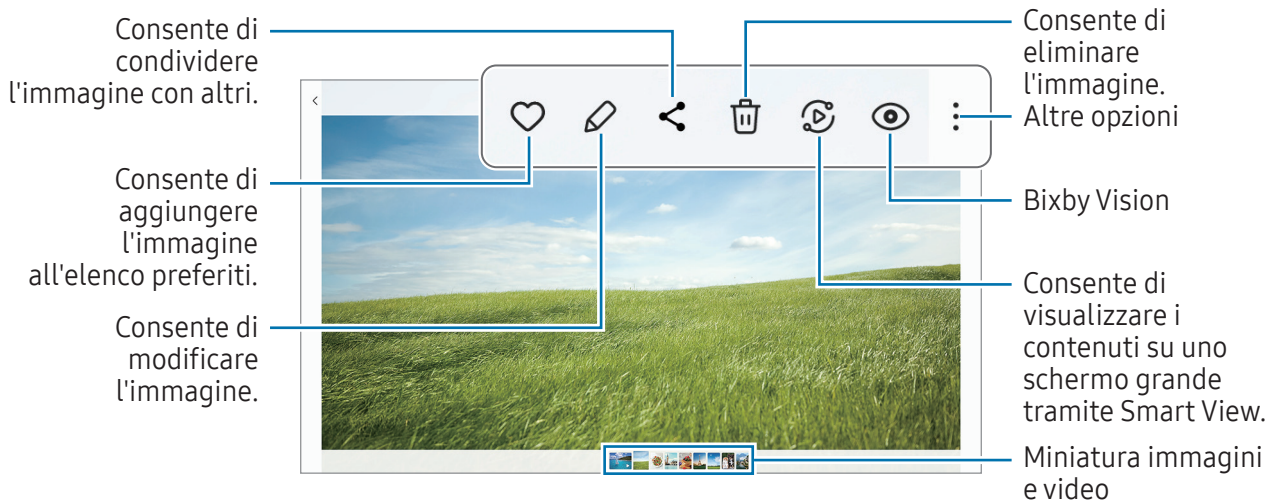 Consente di
condividere
l'immagine con altri.
Consente di
aggiungere
l'immagine
all'elenco preferiti.
Consente di
modificare
l'immagine.
Consente di
eliminare
l'immagine.
Altre opzioni
Bixby Vision
Consente di
visualizzare i
contenuti su uno
schermo grande
tramite Smart View.
Miniatura immagini
e video